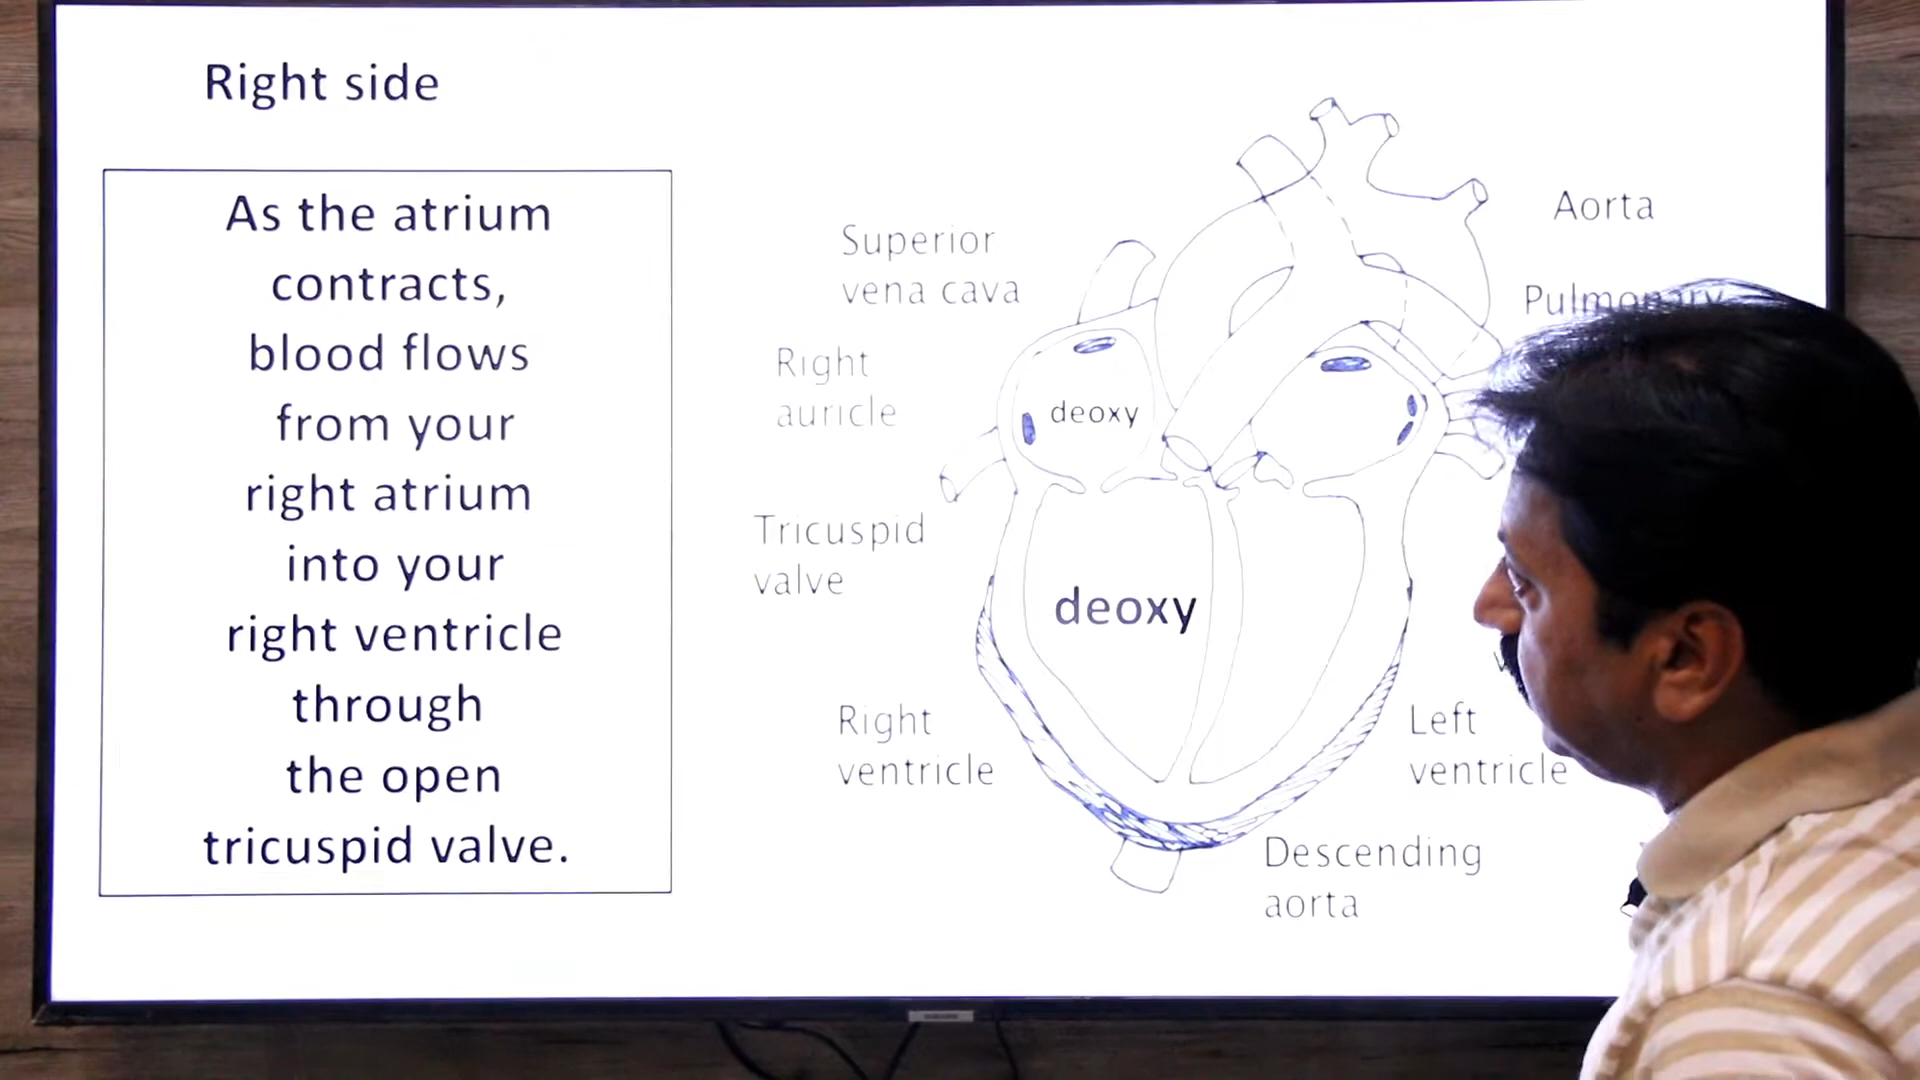 Right side
As the atrium
contracts,
blood flows
from your
right atrium
into your
right ventricle
through
the open
tricuspid valve.
Superior
vena cava
Right
auricle
Tricuspid
valve
Right
ventricle
deoxy
deoxy
Aorta
Pulmonary
Left
ventricle
Descending
aorta